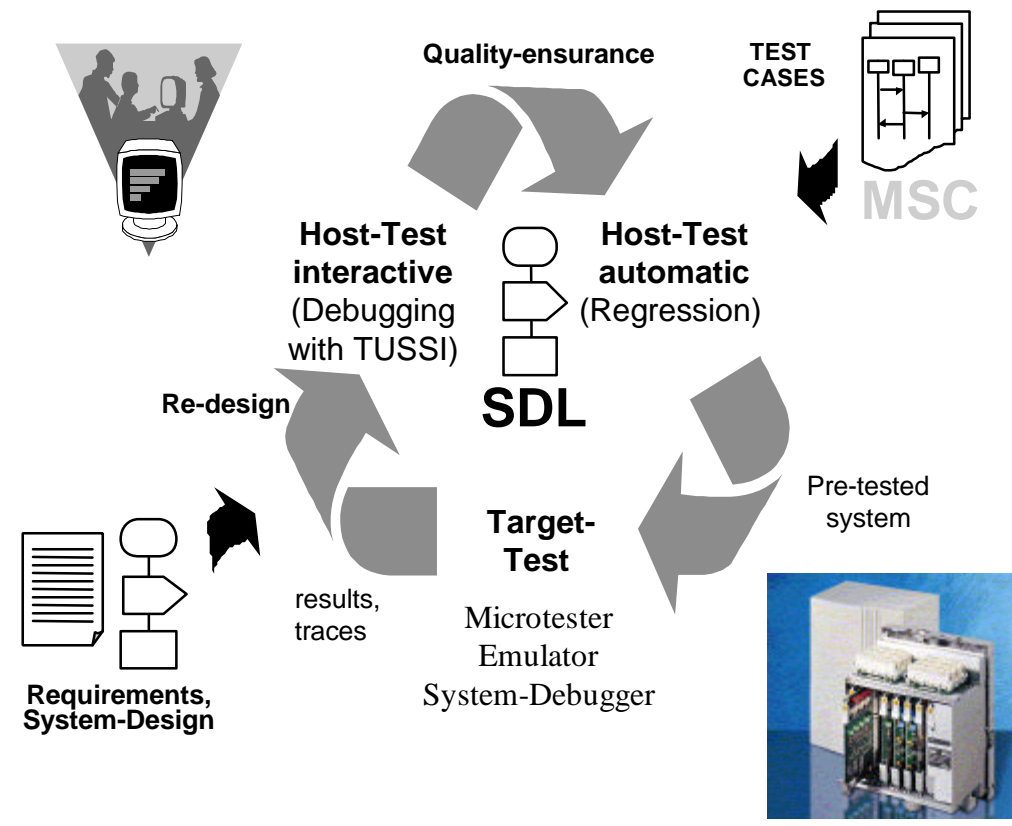 Quality-ensurance
TEST
CASES
MSC
Host-Test
interactive
(Debugging
with TUSSI)
Host-Test
automatic
(Regression)
SDL
Re-design
Pre-tested
system
Target-
Test
results,
traces
Microtester
Emulator
System-Debugger
Requirements,
System-Design